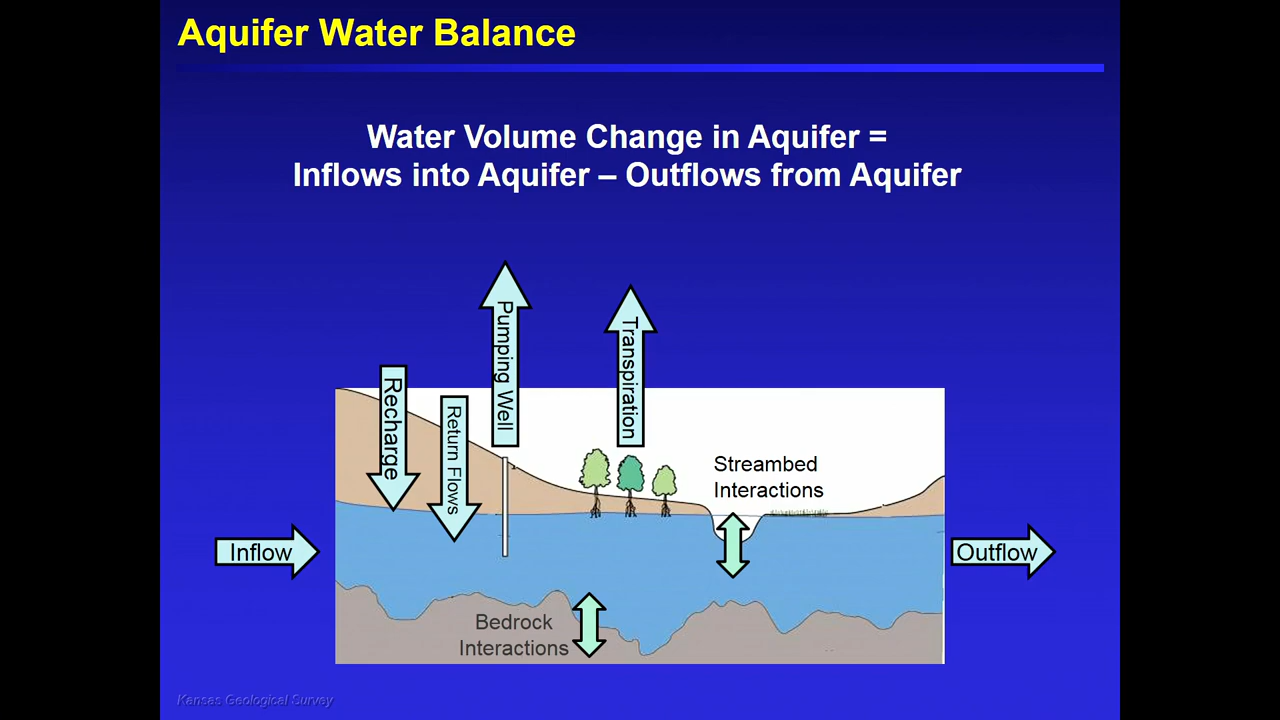 Aquifer Water Balance
Water Volume Change in Aquifer =
Inflows into Aquifer – Outflows from Aquifer
Pumping Well
Transpiration
Recharge
Return Flows
Streambed
Interactions
Inflow
Outflow
Bedrock
Interactions
Kansas Geological Survey